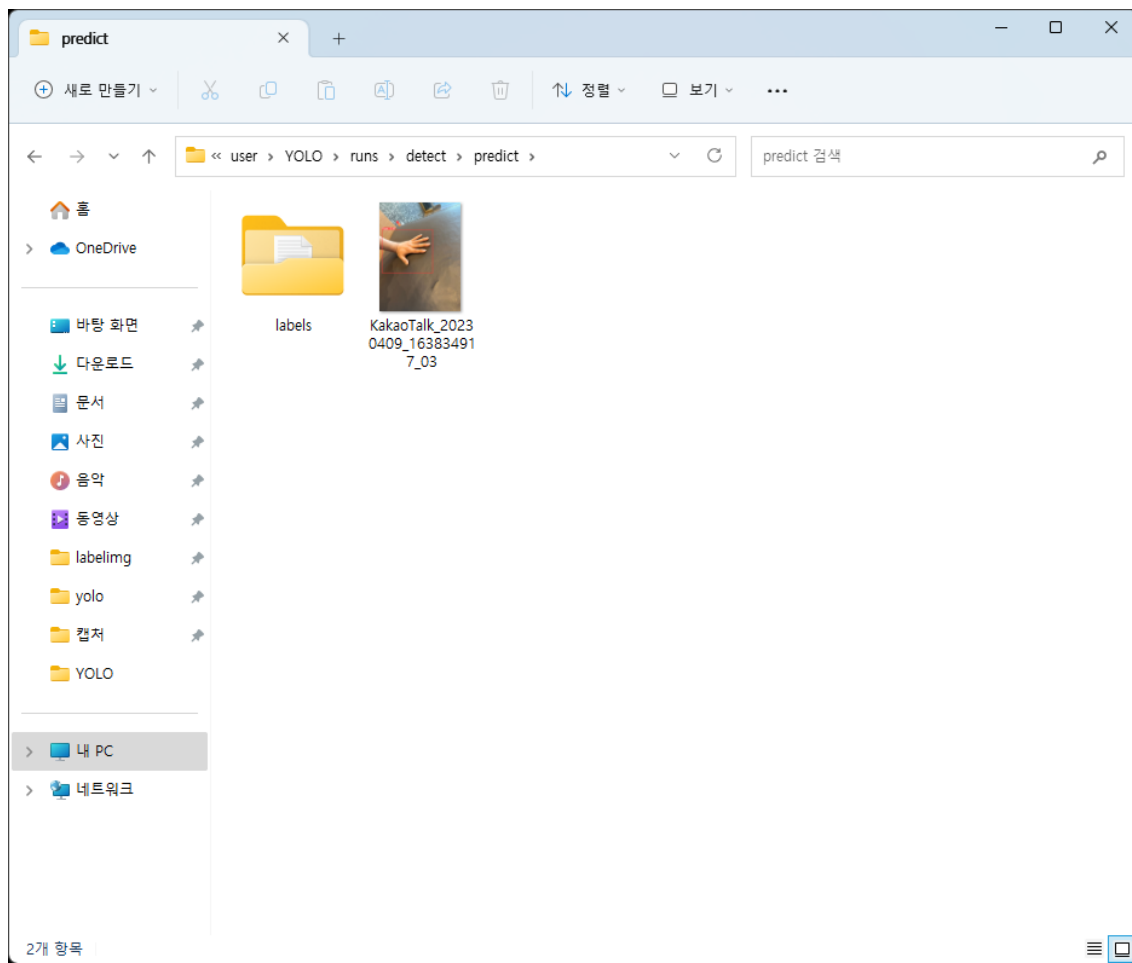 predict
새로 만들기
정렬
보기
« user > YOLO > runs > detect > predict >
predict 검색
홈
OneDrive
바탕 화면
다운로드
문서
사진
음악
동영상
labelimg
yolo
캡처
YOLO
내 PC
네트워크
labels
KakaoTalk_2023
0409_16383491
7_03
2개 항목